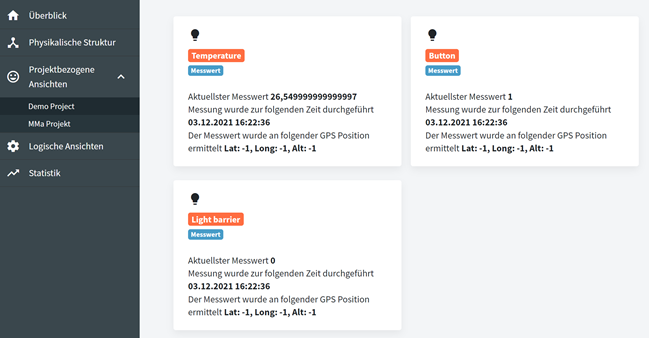 Überblick
Physikalische Struktur
Projektbezogene
Ansichten
Demo Project
MMa Projekt
Logische Ansichten
Statistik
Temperature
Messwert
Aktuellster Messwert 26,549999999999997
Messung wurde zur folgenden Zeit durchgeführt
03.12.2021 16:22:36
Der Messwert wurde an folgender GPS Position
ermittelt Lat: -1, Long: -1, Alt: -1
Button
Messwert
Aktuellster Messwert 1
Messung wurde zur folgenden Zeit durchgeführt
03.12.2021 16:22:36
Der Messwert wurde an folgender GPS Position
ermittelt Lat: -1, Long: -1, Alt: -1
Light barrier
Messwert
Aktuellster Messwert 0
Messung wurde zur folgenden Zeit durchgeführt
03.12.2021 16:22:36
Der Messwert wurde an folgender GPS Position
ermittelt Lat: -1, Long: -1, Alt: -1